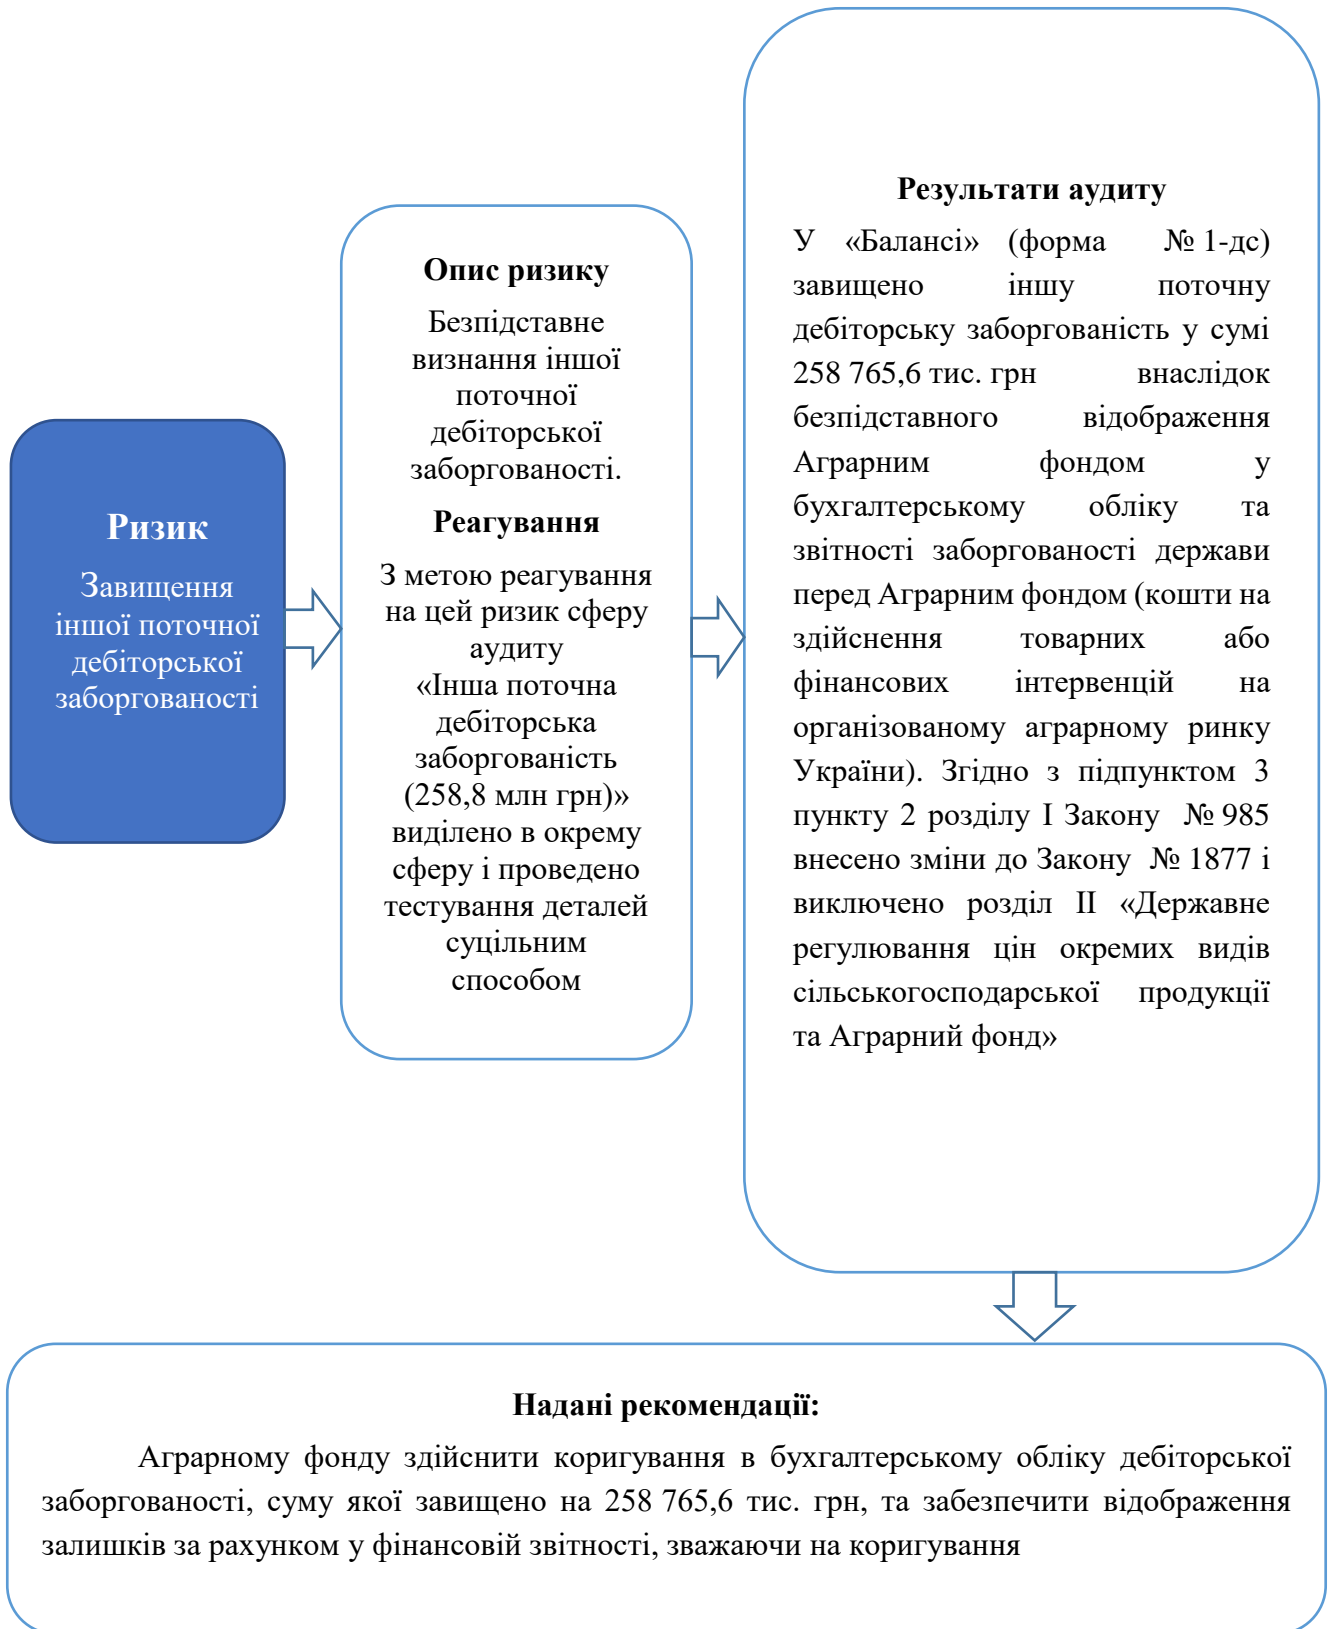 Ризик
Завищення
іншої поточної
дебіторської
заборгованості
Опис ризику
Безпідставне
визнання іншої
поточної
дебіторської
заборгованості.
Реагування
З метою реагування
на цей ризик сферу
аудиту
«Інша поточна
дебіторська
заборгованість
(258,8 млн грн)»
виділено в окрему
сферу і проведено
тестування деталей
суцільним
способом
Результати аудиту
У «Балансі» (форма № 1-дс)
завищено іншу поточну
дебіторську заборгованість у сумі
258 765,6 тис. грн внаслідок
безпідставного відображення
Аграрним фондом у
бухгалтерському обліку та
звітності заборгованості держави
перед Аграрним фондом (кошти на
здійснення товарних або
фінансових інтервенцій на
організованому аграрному ринку
України). Згідно з підпунктом 3
пункту 2 розділу І Закону № 985
внесено зміни до Закону № 1877 і
виключено розділ ІІ «Державне
регулювання цін окремих видів
сільськогосподарської продукції
та Аграрний фонд»
Надані рекомендації:
Аграрному фонду здійснити коригування в бухгалтерському обліку дебіторської
заборгованості, суму якої завищено на 258 765,6 тис. грн, та забезпечити відображення
залишків за рахунком у фінансовій звітності, зважаючи на коригування